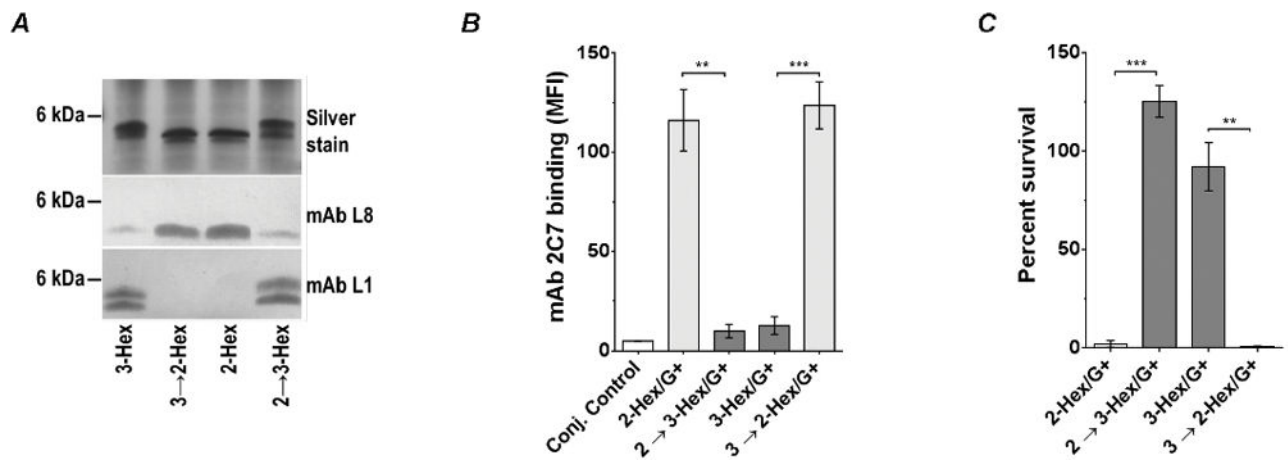 A
6 kDa
Silver
stain
6 kDa
mAb L8
6 kDa
mAb L1
3-Hex
3→2-Hex
2-Hex
2→3-Hex
B
mAb 2C7 binding (MFI)
150
100
50
0
**
***
Conj. Control
2-Hex/G+
2 → 3-Hex/G+
3-Hex/G+
3 → 2-Hex/G+
C
Percent survival
150
100
50
0
***
**
2-Hex/G+
2 → 3-Hex/G+
3-Hex/G+
3 → 2-Hex/G+